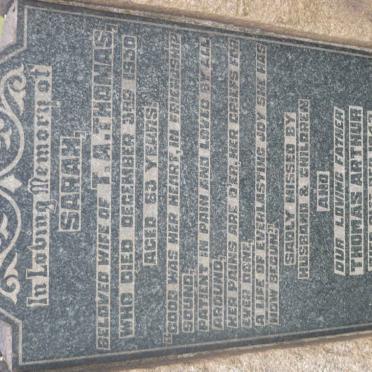 In Loving Memory of
SARAH,
BELOVED WIFE OF T. A. THOMAS,
WHO DIED DECEMBER 3RD 1930
AGED 63 YEARS.
"GOOD WAS HER HEART, IN FRIENDSHIP
SOUND,
PATIENT IN PAIN AND LOVED BY ALL
AROUND,
HER PAINS ARE O'ER, HER CRIES FOR
EVER DONE,
A LIFE OF EVERLASTING JOY SHE HAS
NOW BEGUN."
SADLY MISSED BY
HUSBAND & CHILDREN
AND
OUR LOVING FATHER
THOMAS ARTHUR